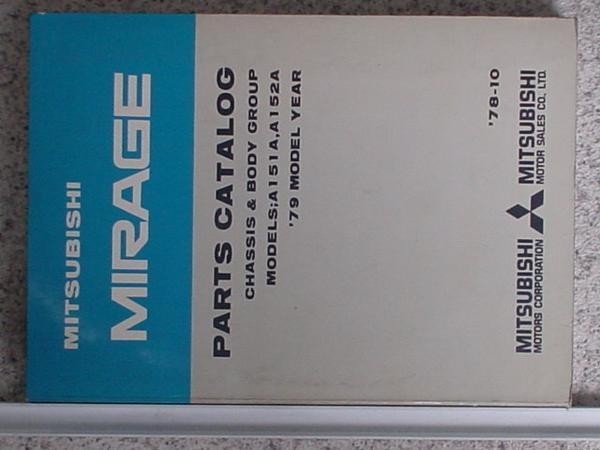 MITSUBISHI
MIRAGE
PARTS CATALOG
CHASSIS & BODY GROUP
MODELS;A151A,A152A
'79 MODEL YEAR
'78-10
MITSUBISHI
MOTORS CORPORATION
MITSUBISHI
MOTOR SALES CO., LTD.